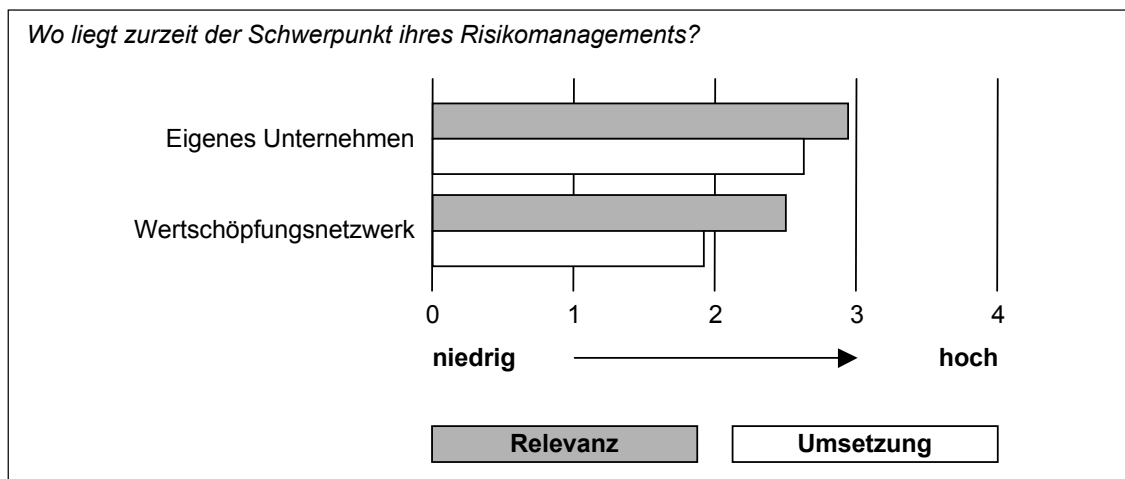 Wo liegt zurzeit der Schwerpunkt ihres Risikomanagements?
Eigenes Unternehmen
Wertschöpfungsnetzwerk
0 1 2 3 4
niedrig hoch
Relevanz Umsetzung